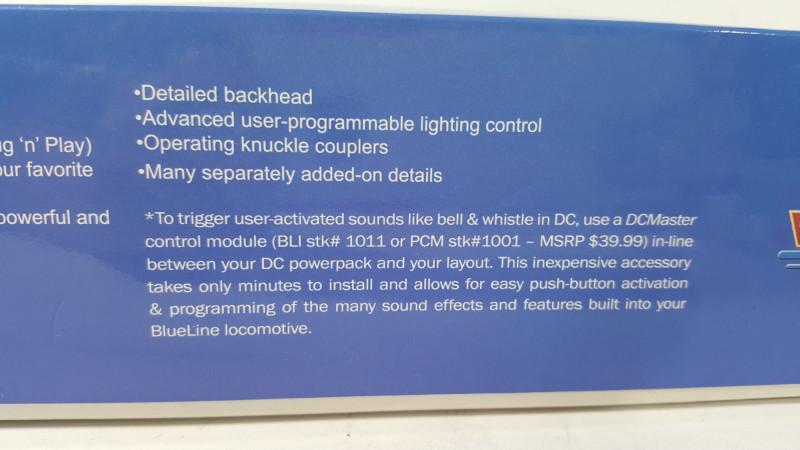 •Detailed backhead
•Advanced user-programmable lighting control
•Operating knuckle couplers
•Many separately added-on details
'n' Play)
favorite
powerful and
*To trigger user-activated sounds like bell & whistle in DC, use a DCMaster
control module (BLI stk# 1011 or PCM stk#1001 – MSRP $39.99) in-line
between your DC powerpack and your layout. This inexpensive accessory
takes only minutes to install and allows for easy push-button activation
& programming of the many sound effects and features built into your
BlueLine locomotive.